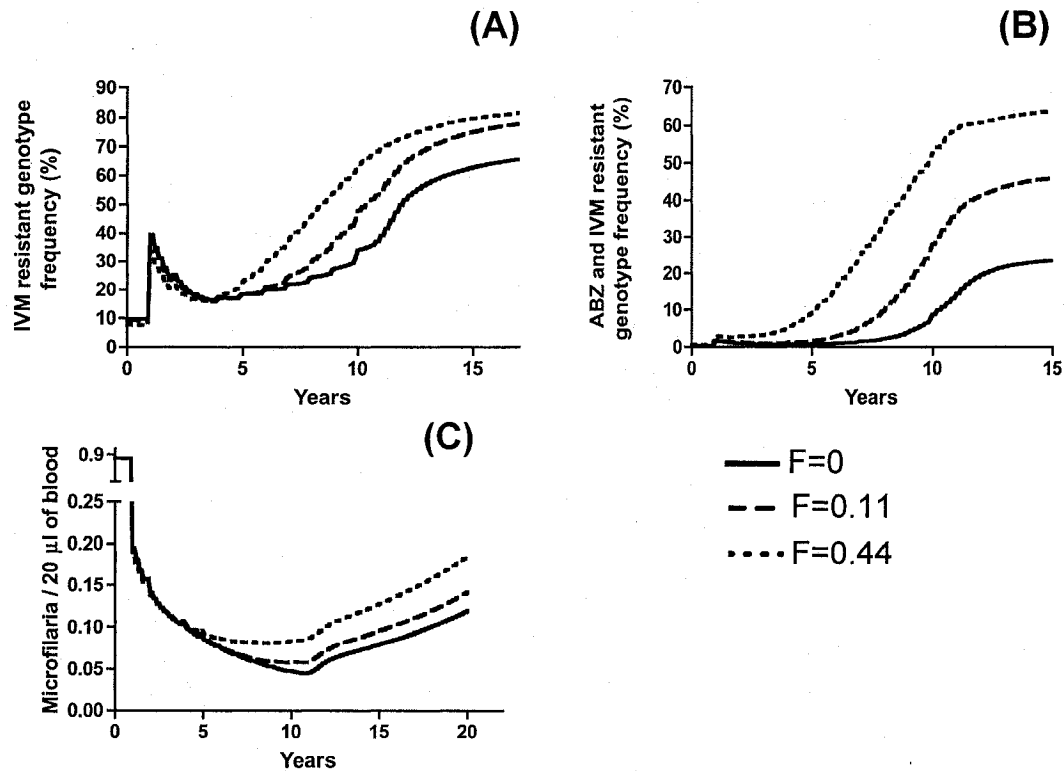 (A)
IVM resistant genotype
frequency (%)
90
80
70
60
50
40
30
20
10
0
0 5 10 15
Years
(B)
ABZ and IVM resistant
genotype frequency (%)
70
60
50
40
30
20
10
0
0 5 10 15
Years
(C)
Microfilaria / 20 µl of blood
0.9
0.25
0.20
0.15
0.10
0.05
0.00
0 5 10 15 20
Years
F=0
F=0.11
F=0.44